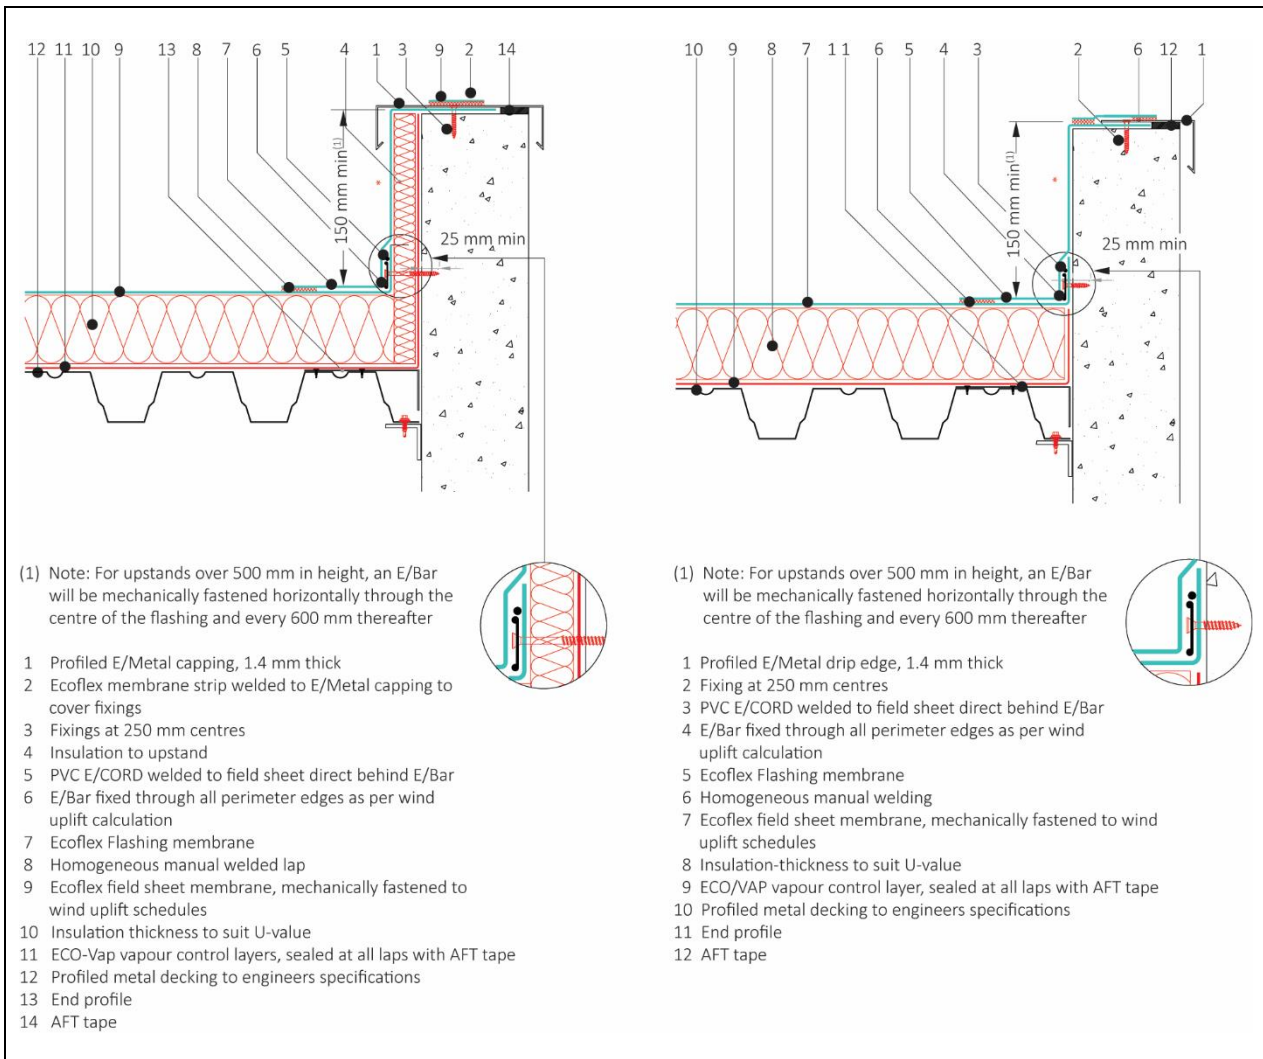 12 11 10 9 13 8 7 6 5 4 1 3 9 2 14
150 mm min(1)
25 mm min
(1) Note: For upstands over 500 mm in height, an E/Bar
will be mechanically fastened horizontally through the
centre of the flashing and every 600 mm thereafter
1 Profiled E/Metal capping, 1.4 mm thick
2 Ecoflex membrane strip welded to E/Metal capping to
cover fixings
3 Fixings at 250 mm centres
4 Insulation to upstand
5 PVC E/CORD welded to field sheet direct behind E/Bar
6 E/Bar fixed through all perimeter edges as per wind
uplift calculation
7 Ecoflex Flashing membrane
8 Homogeneous manual welded lap
9 Ecoflex field sheet membrane, mechanically fastened to
wind uplift schedules
10 Insulation thickness to suit U-value
11 ECO-Vap vapour control layers, sealed at all laps with AFT tape
12 Profiled metal decking to engineers specifications
13 End profile
14 AFT tape
10 9 8 7 1 1 6 5 4 3 2 6 12 1
150 mm min(1)
25 mm min
(1) Note: For upstands over 500 mm in height, an E/Bar
will be mechanically fastened horizontally through the
centre of the flashing and every 600 mm thereafter
1 Profiled E/Metal drip edge, 1.4 mm thick
2 Fixing at 250 mm centres
3 PVC E/CORD welded to field sheet direct behind E/Bar
4 E/Bar fixed through all perimeter edges as per wind
uplift calculation
5 Ecoflex Flashing membrane
6 Homogeneous manual welding
7 Ecoflex field sheet membrane, mechanically fastened to wind
uplift schedules
8 Insulation-thickness to suit U-value
9 ECO/VAP vapour control layer, sealed at all laps with AFT tape
10 Profiled metal decking to engineers specifications
11 End profile
12 AFT tape